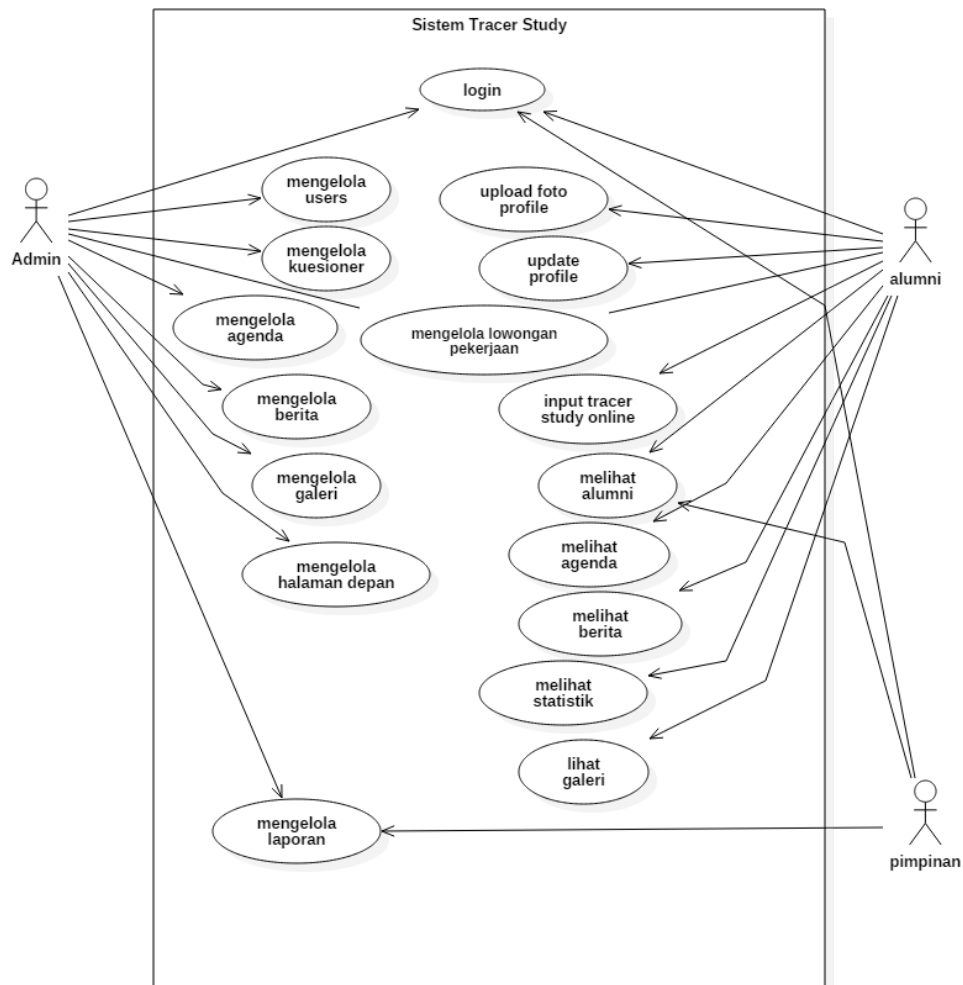 Sistem Tracer Study
login
mengelola
users
upload foto
profile
Admin
mengelola
kuesioner
update
profile
alumni
mengelola
agenda
mengelola lowongan
pekerjaan
mengelola
berita
input tracer
study online
mengelola
galeri
melihat
alumni
mengelola
halaman depan
melihat
agenda
melihat
berita
melihat
statistik
lihat
galeri
mengelola
laporan
pimpinan